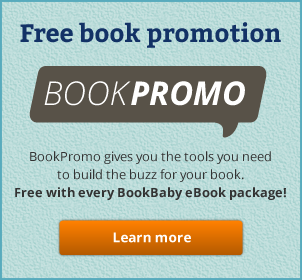 Free book promotion
BOOKPROMO
BookPromo gives you the tools you need
to build the buzz for your book.
Free with every BookBaby eBook package!
Learn more